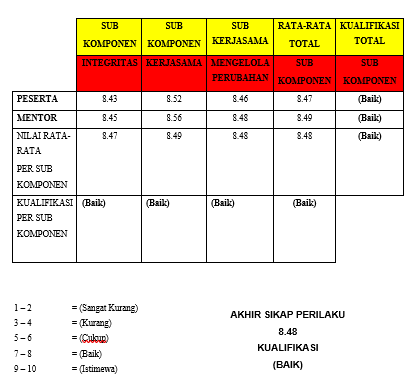 SUB KOMPONEN SUB KOMPONEN SUB KERJASAMA RATA-RATA TOTAL KUALIFIKASI TOTAL
INTEGRITAS KERJASAMA MENGELOLA PERUBAHAN SUB KOMPONEN SUB KOMPONEN
PESERTA 8.43 8.52 8.46 8.47 (Baik)
MENTOR 8.45 8.56 8.48 8.49 (Baik)
NILAI RATA- 8.47 8.49 8.48 8.48 (Baik)
RATA
PER SUB
KOMPONEN
KUALIFIKASI (Baik) (Baik) (Baik) (Baik)
PER SUB
KOMPONEN
1 – 2 = (Sangat Kurang)
3 – 4 = (Kurang)
5 – 6 = (Cukup)
7 – 8 = (Baik)
9 – 10 = (Istimewa)
AKHIR SIKAP PERILAKU
8.48
KUALIFIKASI
(BAIK)